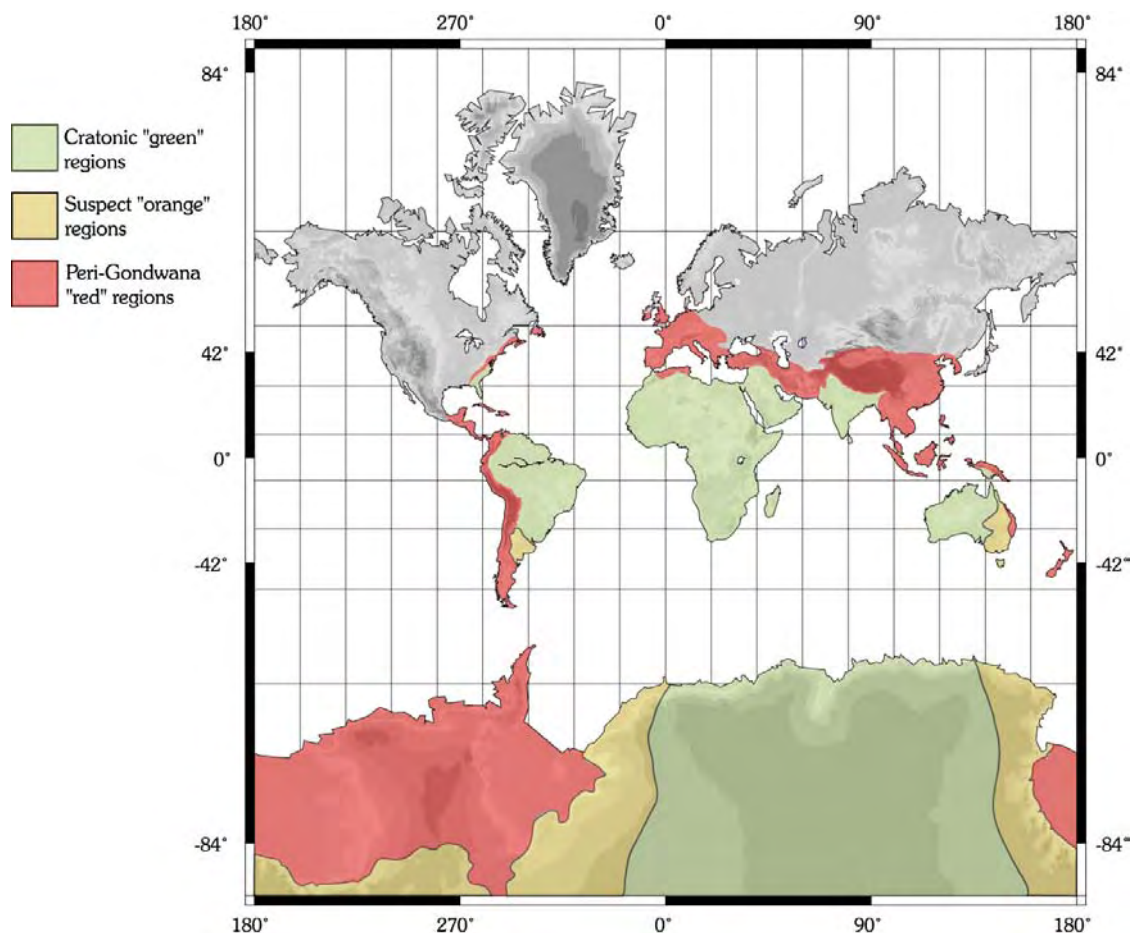 180° 270° 0° 90° 180°
84°
Cratonic "green"
regions
Suspect "orange"
regions
Peri-Gondwana
"red" regions
42° 42°
0° 0°
-42° -42°
-84° -84°
180° 270° 0° 90° 180°